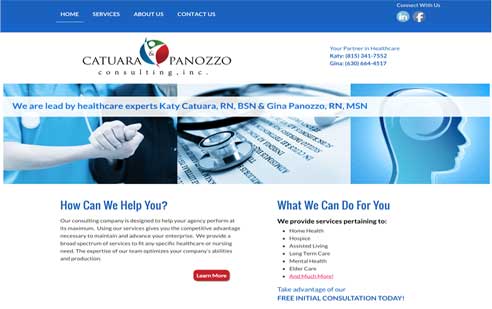 HOME SERVICES ABOUT US CONTACT US
Connect With Us
CATUARA & PANOZZO
consulting, inc.
Your Partner in Healthcare
Katy: (815) 341-7552
Gina: (630) 664-4517
We are lead by healthcare experts Katy Catuara, RN, BSN & Gina Panozzo, RN, MSN
How Can We Help You?
Our consulting company is designed to help your agency perform at
its maximum. Using our services gives you the competitive advantage
necessary to maintain and advance your enterprise. We provide a
broad spectrum of services to fit any specific healthcare or nursing
need. The expertise of our team optimizes your company's abilities
and production.
Learn More
What We Can Do For You
We provide services pertaining to:
Home Health
Hospice
Assisted Living
Long Term Care
Mental Health
Elder Care
And Much More!
Take advantage of our
FREE INITIAL CONSULTATION TODAY!